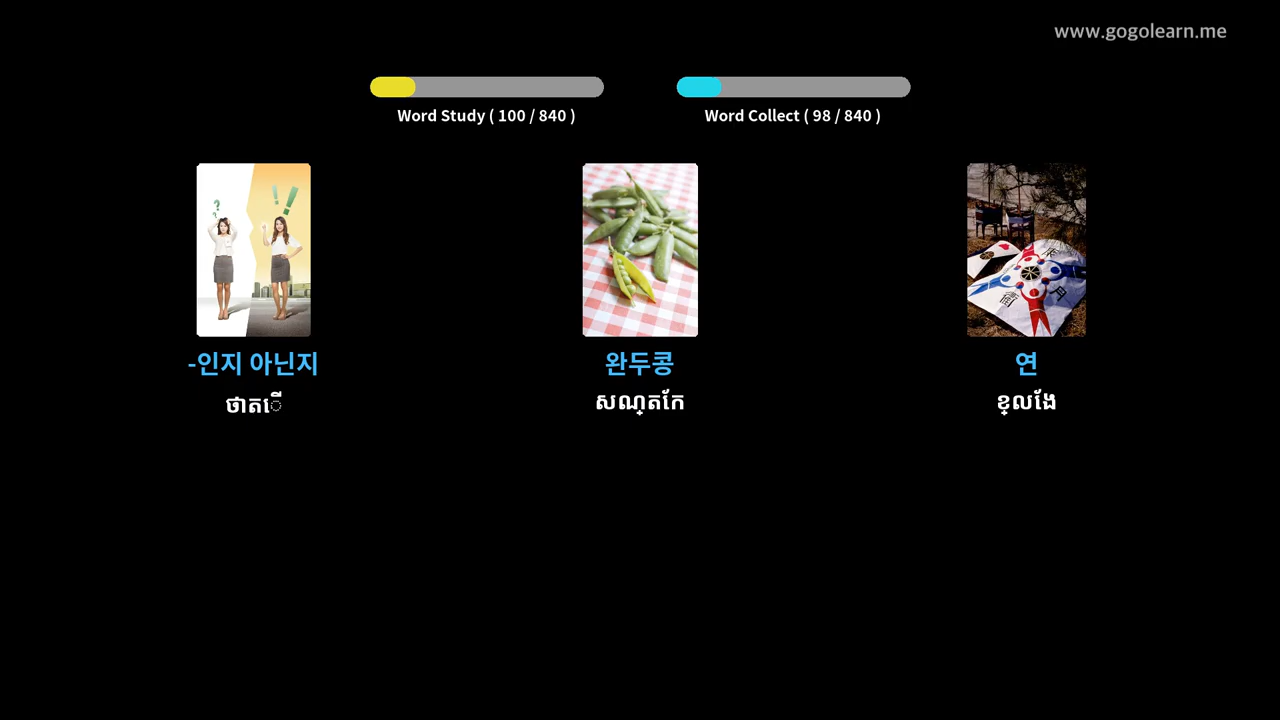 www.gogolearn.me
Word Study ( 100 / 840 )
Word Collect ( 98 / 840 )
-인지 아닌지
완두콩
연
ថាតើ
សណ្តកែ
ខ្លែង